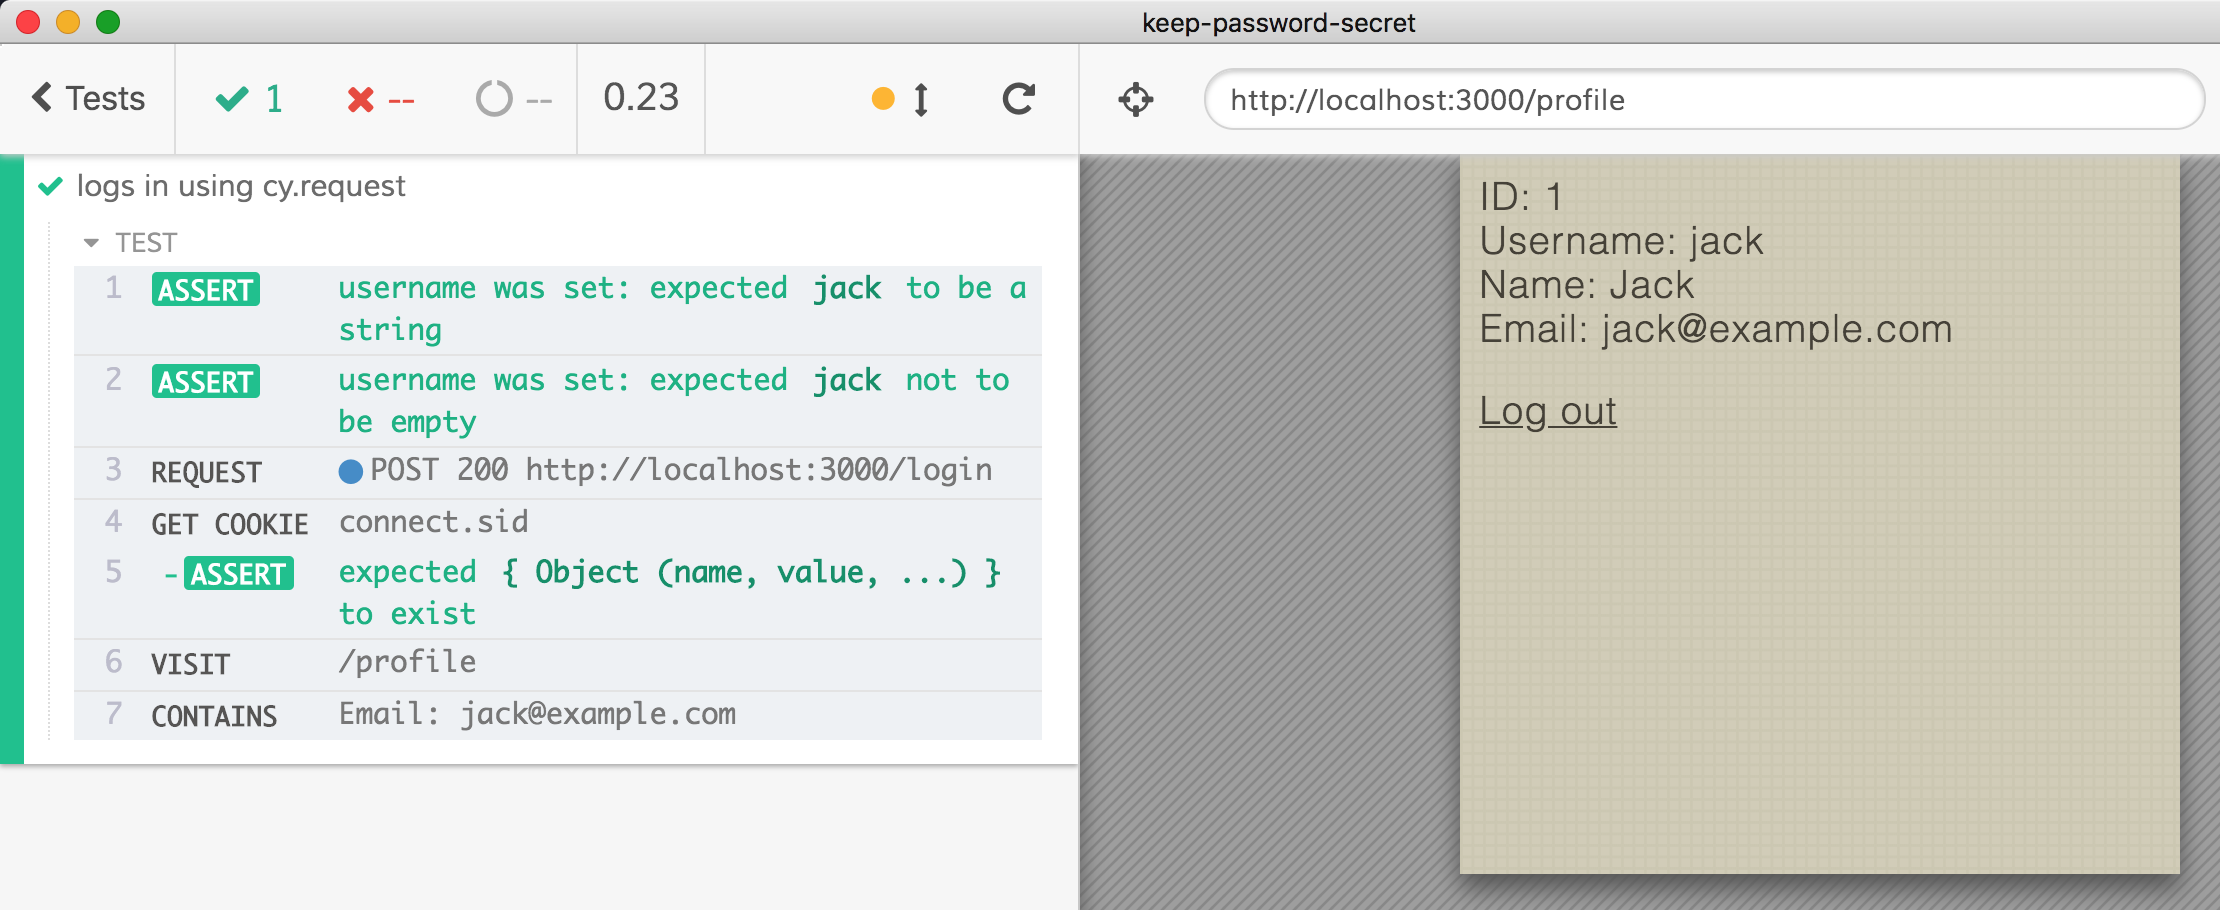 keep-password-secret
Tests
1
--
--
0.23
http://localhost:3000/profile
logs in using cy.request
TEST
1 ASSERT username was set: expected jack to be a
string
2 ASSERT username was set: expected jack not to
be empty
3 REQUEST POST 200 http://localhost:3000/login
4 GET COOKIE connect.sid
5 -ASSERT expected { Object (name, value, ...) }
to exist
6 VISIT /profile
7 CONTAINS Email: jack@example.com
ID: 1
Username: jack
Name: Jack
Email: jack@example.com
Log out